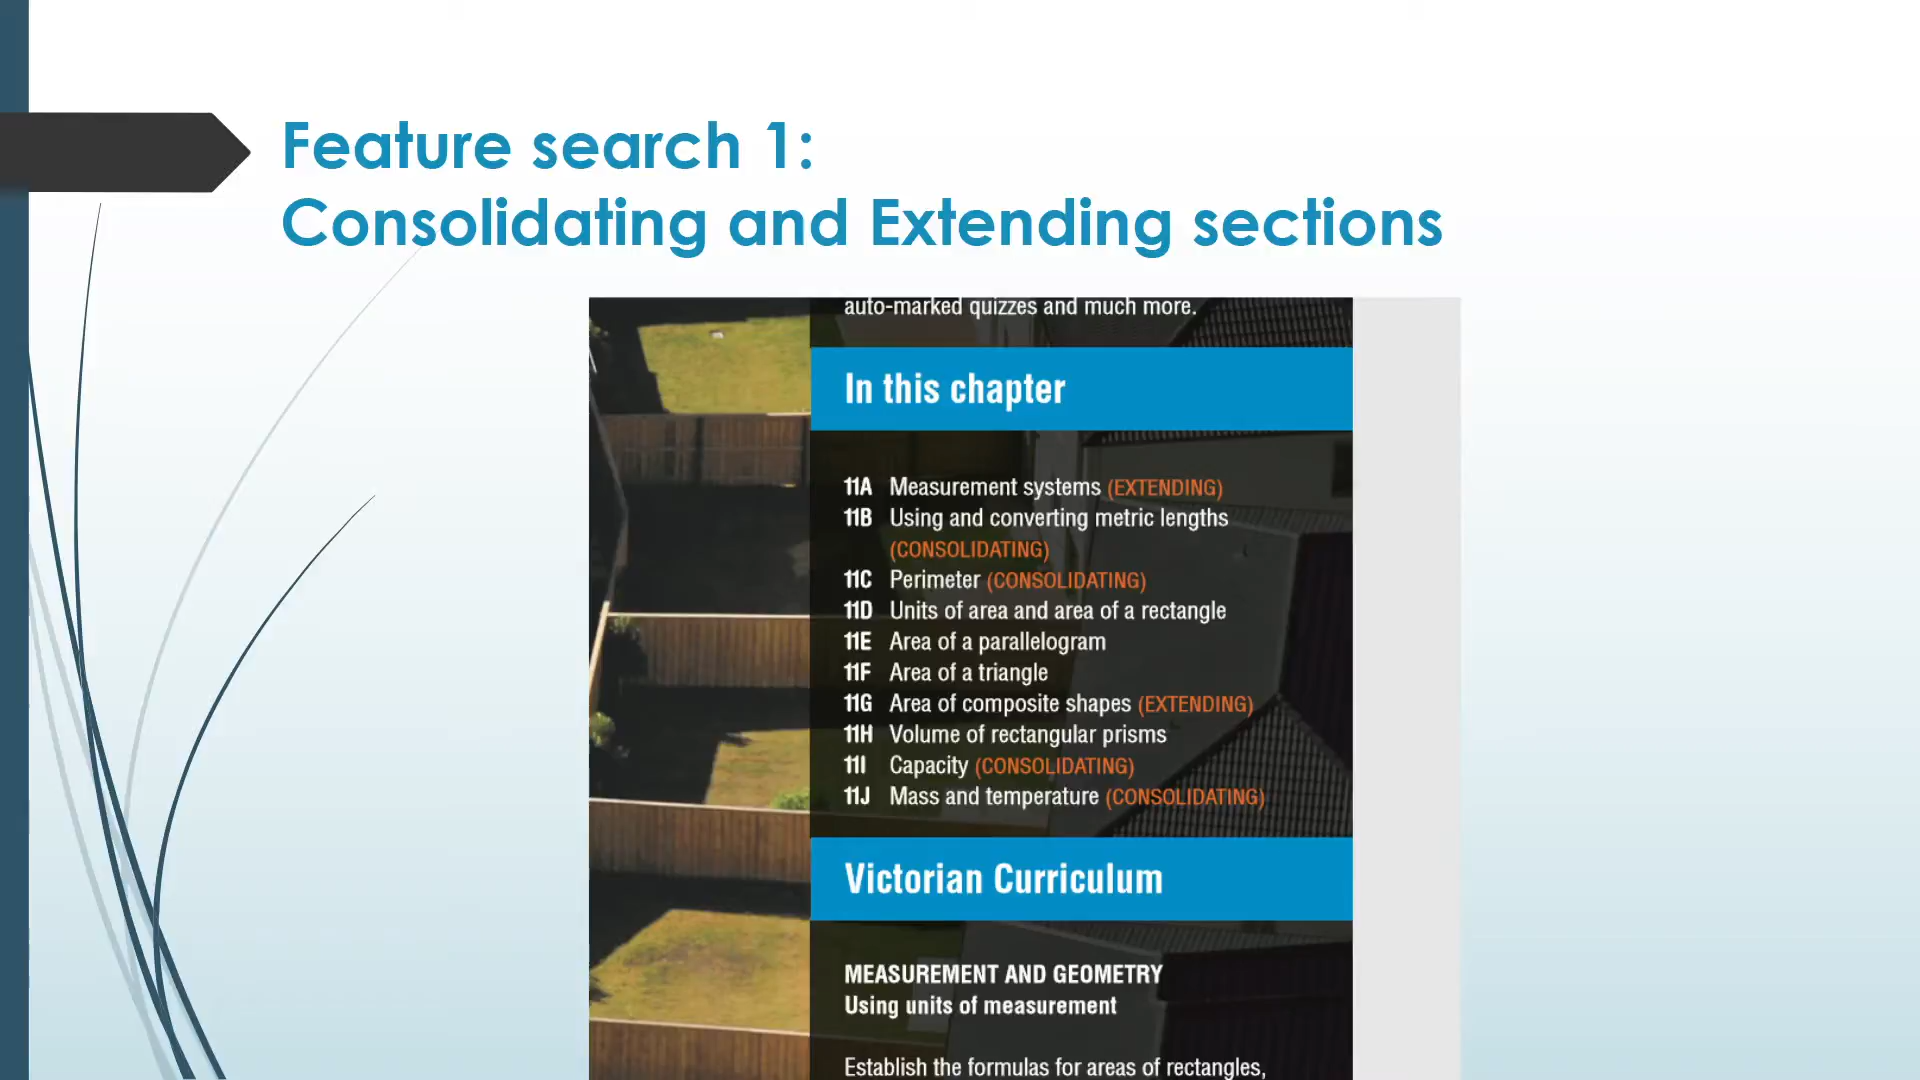 Feature search 1:
Consolidating and Extending sections
auto-marked quizzes and much more.
In this chapter
11A Measurement systems (EXTENDING)
11B Using and converting metric lengths
(CONSOLIDATING)
11C Perimeter (CONSOLIDATING)
11D Units of area and area of a rectangle
11E Area of a parallelogram
11F Area of a triangle
11G Area of composite shapes (EXTENDING)
11H Volume of rectangular prisms
11I Capacity (CONSOLIDATING)
11J Mass and temperature (CONSOLIDATING)
Victorian Curriculum
MEASUREMENT AND GEOMETRY
Using units of measurement
Establish the formulas for areas of rectangles,